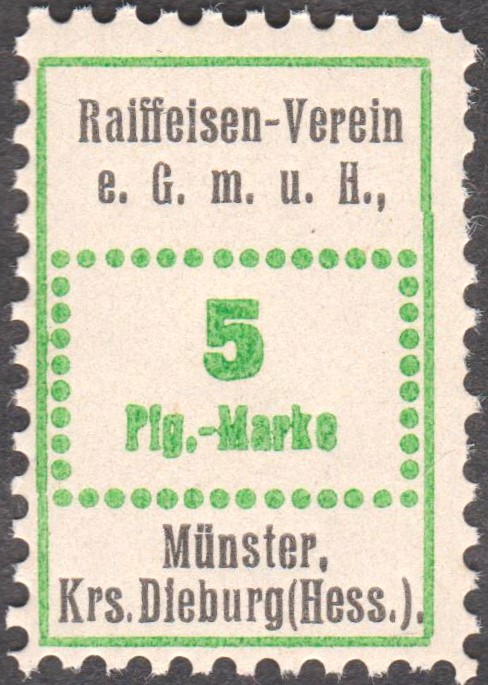 Raiffeisen-Verein
e. G. m. u. H.,
5
Pfg.-Marke
Münster,
Krs. Dieburg (Hess.).